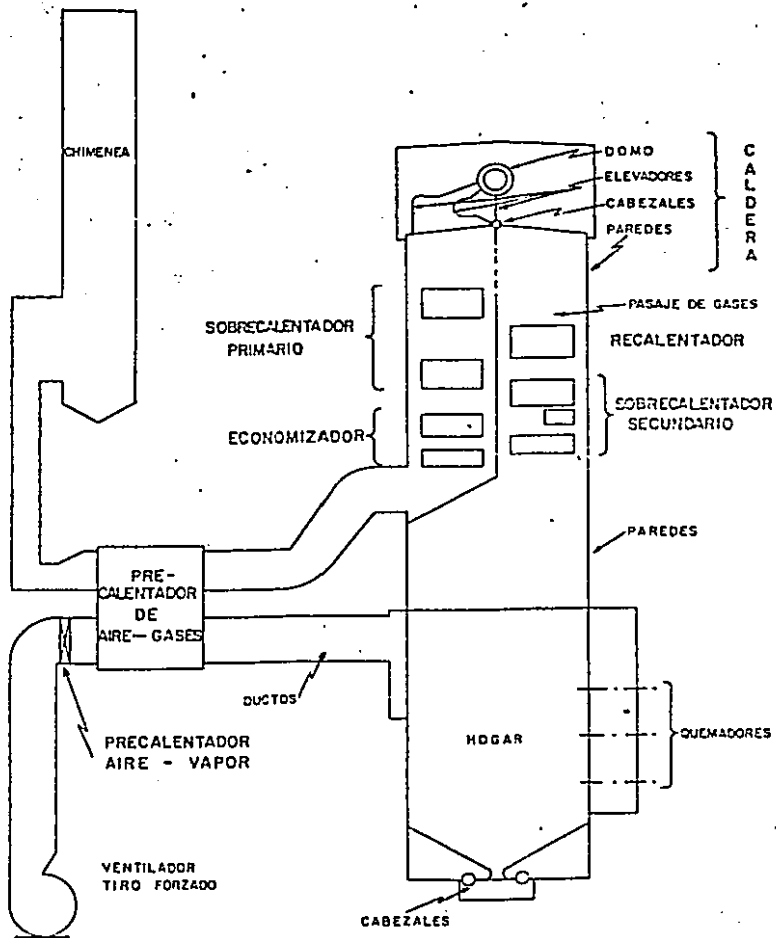 CHIMENEA
DOMO
ELEVADORES
CABEZALES
PAREDES
CALDERA
PASAJE DE GASES
SOBRECALENTADOR
PRIMARIO
RECALENTADOR
ECONOMIZADOR
SOBRECALENTADOR
SECUNDARIO
PAREDES
PRE-
CALENTADOR
DE
AIRE-GASES
DUCTOS
PRECALENTADOR
AIRE - VAPOR
HOGAR
QUEMADORES
VENTILADOR
TIRO FORZADO
CABEZALES